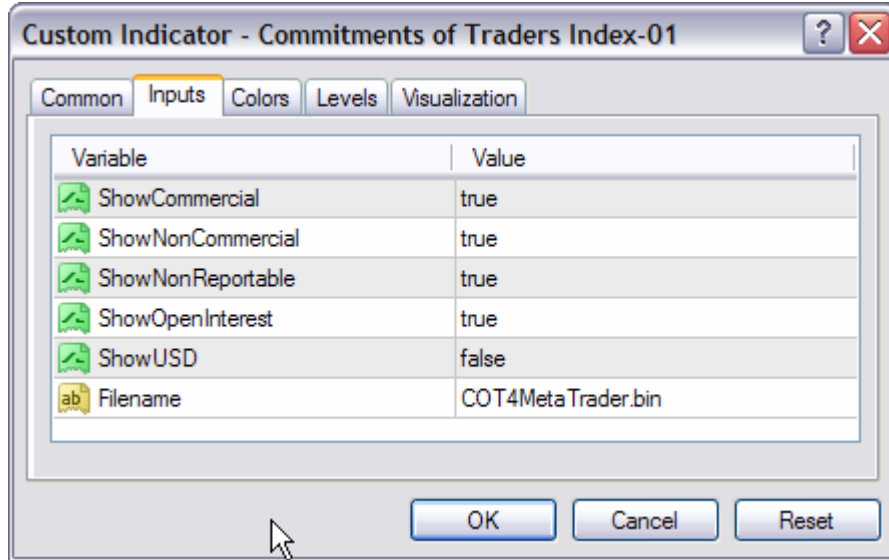 Custom Indicator - Commitments of Traders Index-01
?
Common Inputs Colors Levels Visualization
Variable Value
ShowCommercial true
ShowNonCommercial true
ShowNonReportable true
ShowOpenInterest true
ShowUSD false
ab Filename COT4MetaTrader.bin
OK Cancel Reset